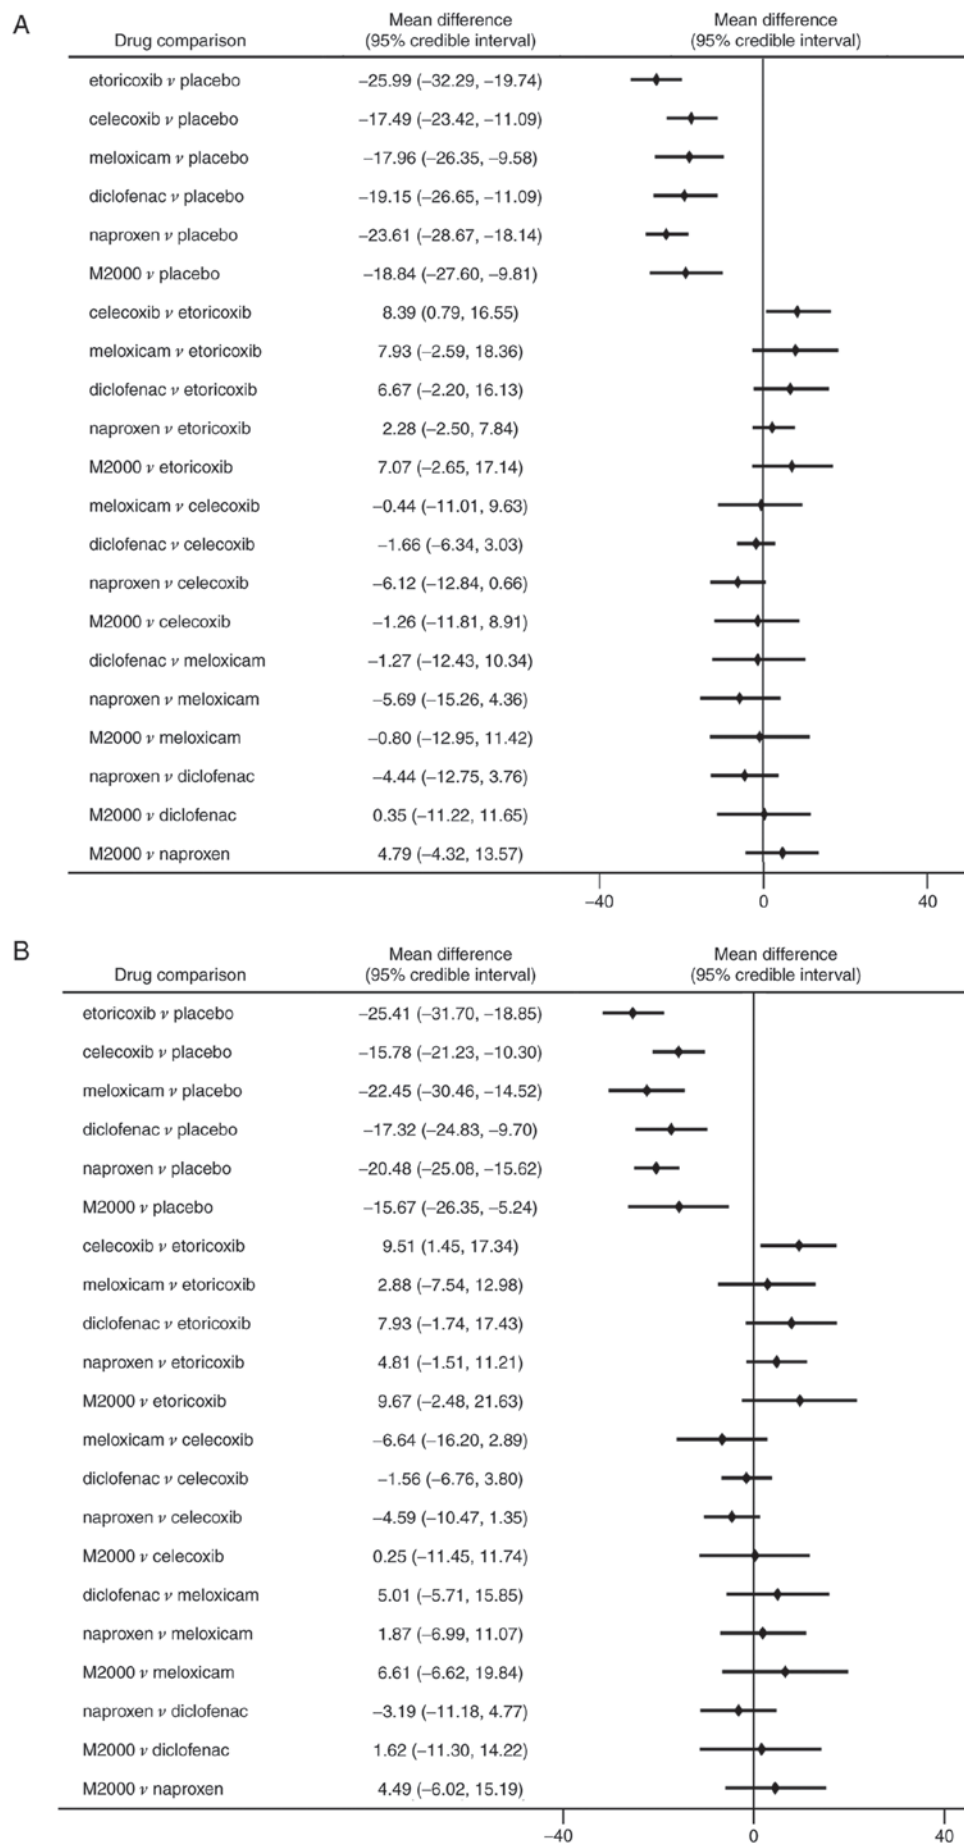 A
Drug comparison Mean difference (95% credible interval) Mean difference (95% credible interval)
etoricoxib ν placebo −25.99 (−32.29, −19.74)
celecoxib ν placebo −17.49 (−23.42, −11.09)
meloxicam ν placebo −17.96 (−26.35, −9.58)
diclofenac ν placebo −19.15 (−26.65, −11.09)
naproxen ν placebo −23.61 (−28.67, −18.14)
M2000 ν placebo −18.84 (−27.60, −9.81)
celecoxib ν etoricoxib 8.39 (0.79, 16.55)
meloxicam ν etoricoxib 7.93 (−2.59, 18.36)
diclofenac ν etoricoxib 6.67 (−2.20, 16.13)
naproxen ν etoricoxib 2.28 (−2.50, 7.84)
M2000 ν etoricoxib 7.07 (−2.65, 17.14)
meloxicam ν celecoxib −0.44 (−11.01, 9.63)
diclofenac ν celecoxib −1.66 (−6.34, 3.03)
naproxen ν celecoxib −6.12 (−12.84, 0.66)
M2000 ν celecoxib −1.26 (−11.81, 8.91)
diclofenac ν meloxicam −1.27 (−12.43, 10.34)
naproxen ν meloxicam −5.69 (−15.26, 4.36)
M2000 ν meloxicam −0.80 (−12.95, 11.42)
naproxen ν diclofenac −4.44 (−12.75, 3.76)
M2000 ν diclofenac 0.35 (−11.22, 11.65)
M2000 ν naproxen 4.79 (−4.32, 13.57)
−40 0 40
B
Drug comparison Mean difference (95% credible interval) Mean difference (95% credible interval)
etoricoxib ν placebo −25.41 (−31.70, −18.85)
celecoxib ν placebo −15.78 (−21.23, −10.30)
meloxicam ν placebo −22.45 (−30.46, −14.52)
diclofenac ν placebo −17.32 (−24.83, −9.70)
naproxen ν placebo −20.48 (−25.08, −15.62)
M2000 ν placebo −15.67 (−26.35, −5.24)
celecoxib ν etoricoxib 9.51 (1.45, 17.34)
meloxicam ν etoricoxib 2.88 (−7.54, 12.98)
diclofenac ν etoricoxib 7.93 (−1.74, 17.43)
naproxen ν etoricoxib 4.81 (−1.51, 11.21)
M2000 ν etoricoxib 9.67 (−2.48, 21.63)
meloxicam ν celecoxib −6.64 (−16.20, 2.89)
diclofenac ν celecoxib −1.56 (−6.76, 3.80)
naproxen ν celecoxib −4.59 (−10.47, 1.35)
M2000 ν celecoxib 0.25 (−11.45, 11.74)
diclofenac ν meloxicam 5.01 (−5.71, 15.85)
naproxen ν meloxicam 1.87 (−6.99, 11.07)
M2000 ν meloxicam 6.61 (−6.62, 19.84)
naproxen ν diclofenac −3.19 (−11.18, 4.77)
M2000 ν diclofenac 1.62 (−11.30, 14.22)
M2000 ν naproxen 4.49 (−6.02, 15.19)
−40 0 40